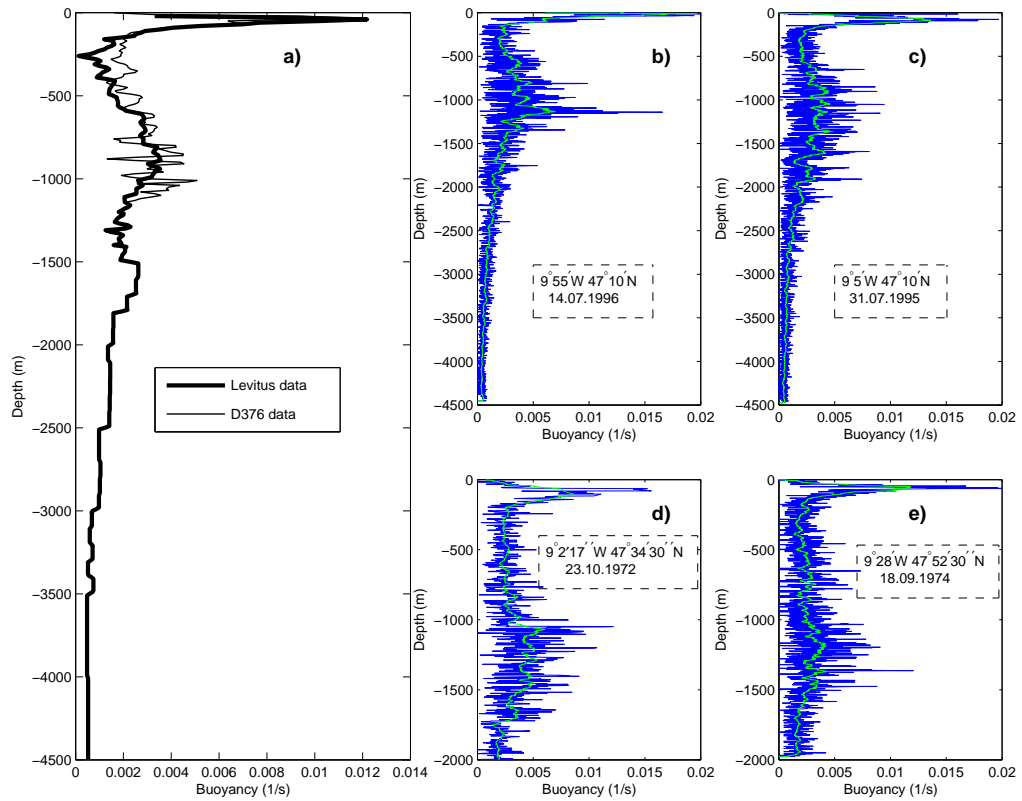 a)
0
−500
−1000
−1500
−2000
−2500
−3000
−3500
−4000
−4500
Depth (m)
0 0.002 0.004 0.006 0.008 0.01 0.012 0.014
Buoyancy (1/s)
Levitus data
D376 data
b)
0
−500
−1000
−1500
−2000
−2500
−3000
−3500
−4000
−4500
Depth (m)
0 0.005 0.01 0.015 0.02
Buoyancy (1/s)
9°55′W 47°10′N
14.07.1996
c)
0
−500
−1000
−1500
−2000
−2500
−3000
−3500
−4000
−4500
Depth (m)
0 0.005 0.01 0.015 0.02
Buoyancy (1/s)
9°5′W 47°10′N
31.07.1995
d)
0
−500
−1000
−1500
−2000
Depth (m)
0 0.005 0.01 0.015 0.02
Buoyancy (1/s)
9°2′17′′W 47°34′30′′N
23.10.1972
e)
0
−500
−1000
−1500
−2000
Depth (m)
0 0.005 0.01 0.015 0.02
Buoyancy (1/s)
9°28′W 47°52′30′′N
18.09.1974